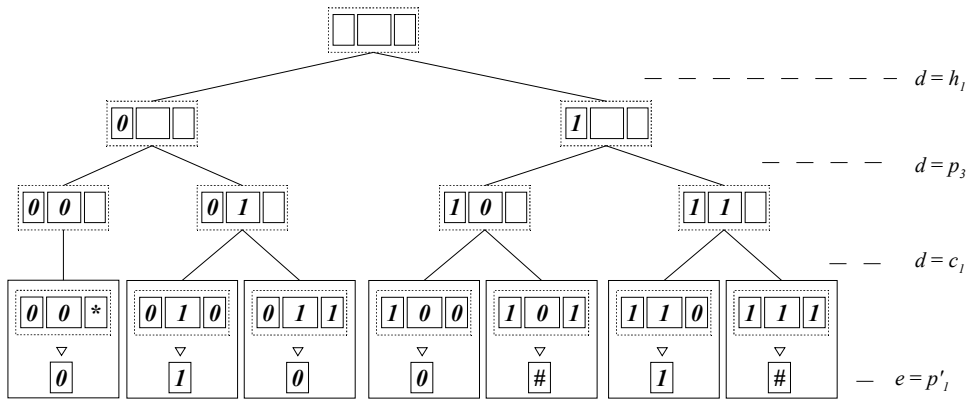 d = h₁
0 1
d = p₃
0 0 0 1 1 0 1 1
d = c₁
0 0 * 0 1 0 0 1 1 1 0 0 1 0 1 1 1 0 1 1 1
0 1 0 0 # 1 #
e = p'₁